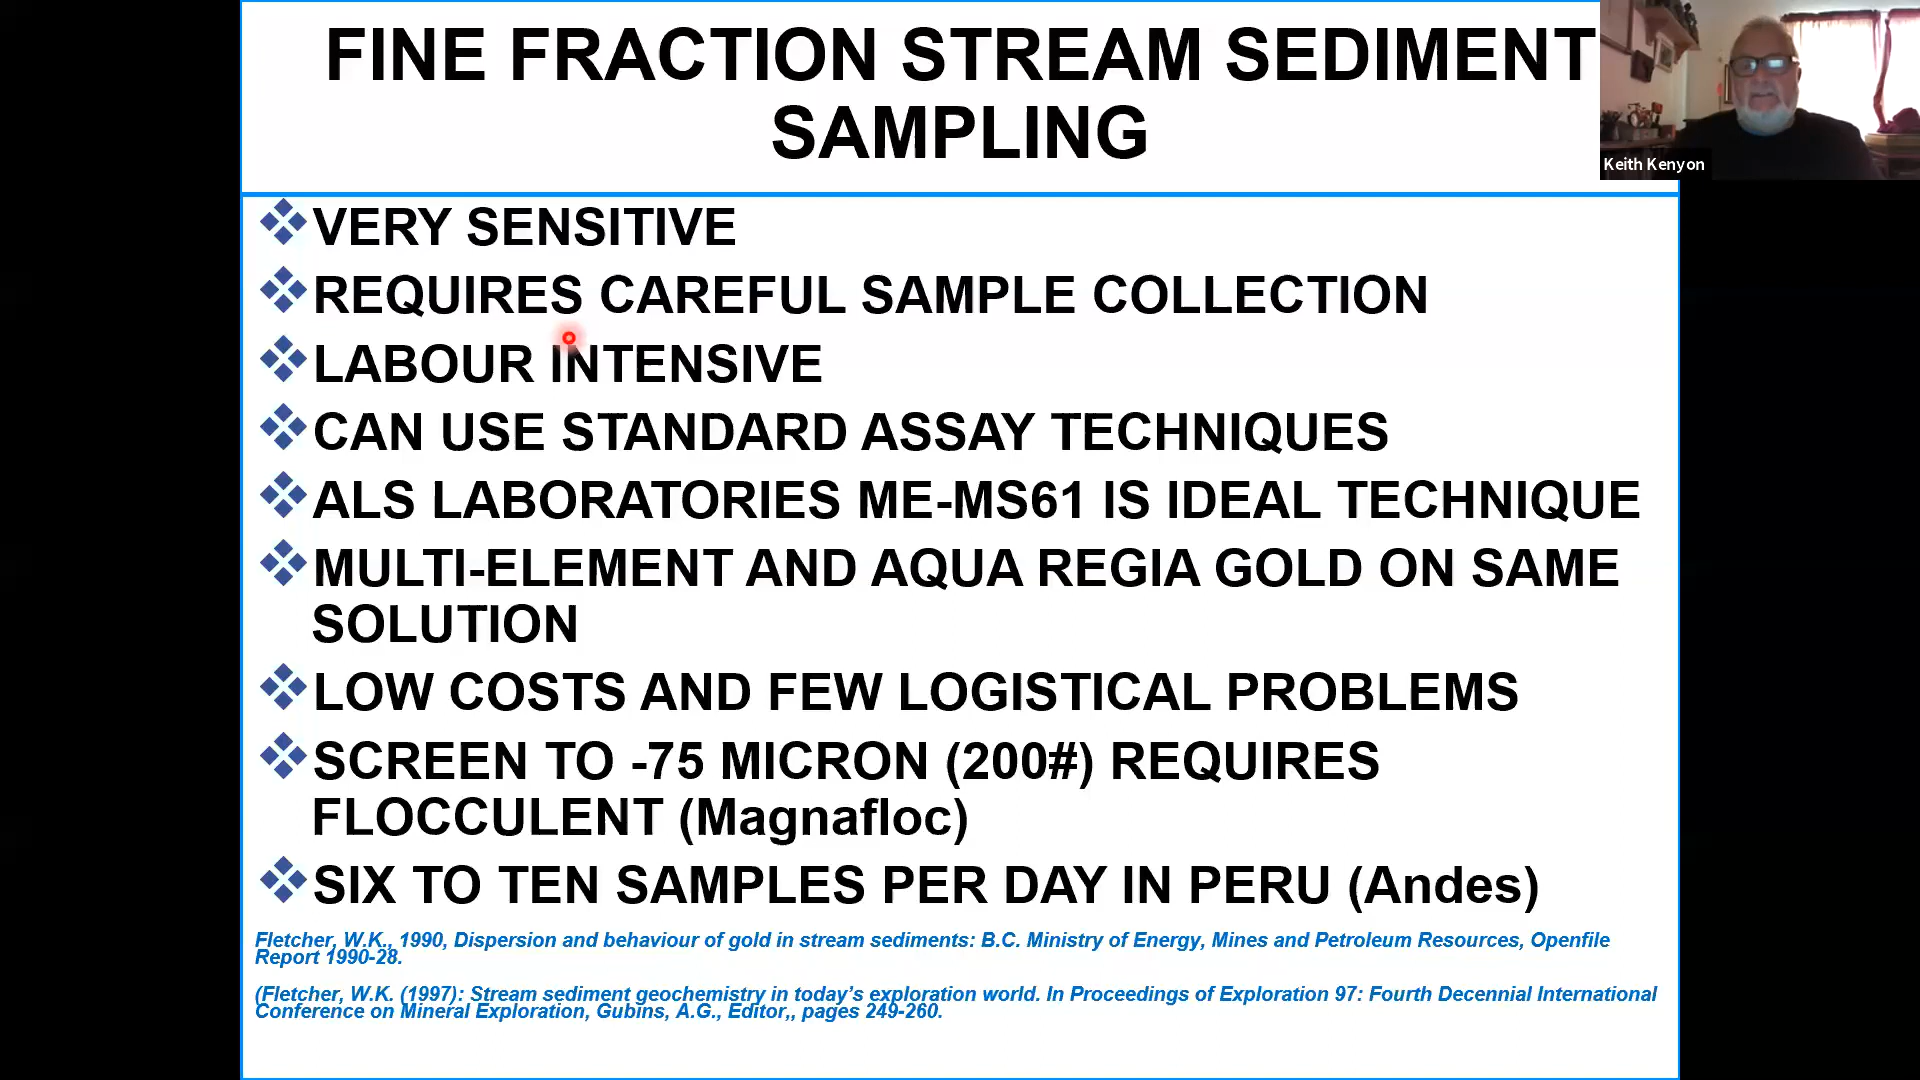 FINE FRACTION STREAM SEDIMENT
SAMPLING
Keith Kenyon
VERY SENSITIVE
REQUIRES CAREFUL SAMPLE COLLECTION
LABOUR INTENSIVE
CAN USE STANDARD ASSAY TECHNIQUES
ALS LABORATORIES ME-MS61 IS IDEAL TECHNIQUE
MULTI-ELEMENT AND AQUA REGIA GOLD ON SAME
SOLUTION
LOW COSTS AND FEW LOGISTICAL PROBLEMS
SCREEN TO -75 MICRON (200#) REQUIRES
FLOCCULENT (Magnafloc)
SIX TO TEN SAMPLES PER DAY IN PERU (Andes)
Fletcher, W.K., 1990, Dispersion and behaviour of gold in stream sediments: B.C. Ministry of Energy, Mines and Petroleum Resources, Openfile
Report 1990-28.
(Fletcher, W.K. (1997): Stream sediment geochemistry in today's exploration world. In Proceedings of Exploration 97: Fourth Decennial International
Conference on Mineral Exploration, Gubins, A.G., Editor,, pages 249-260.